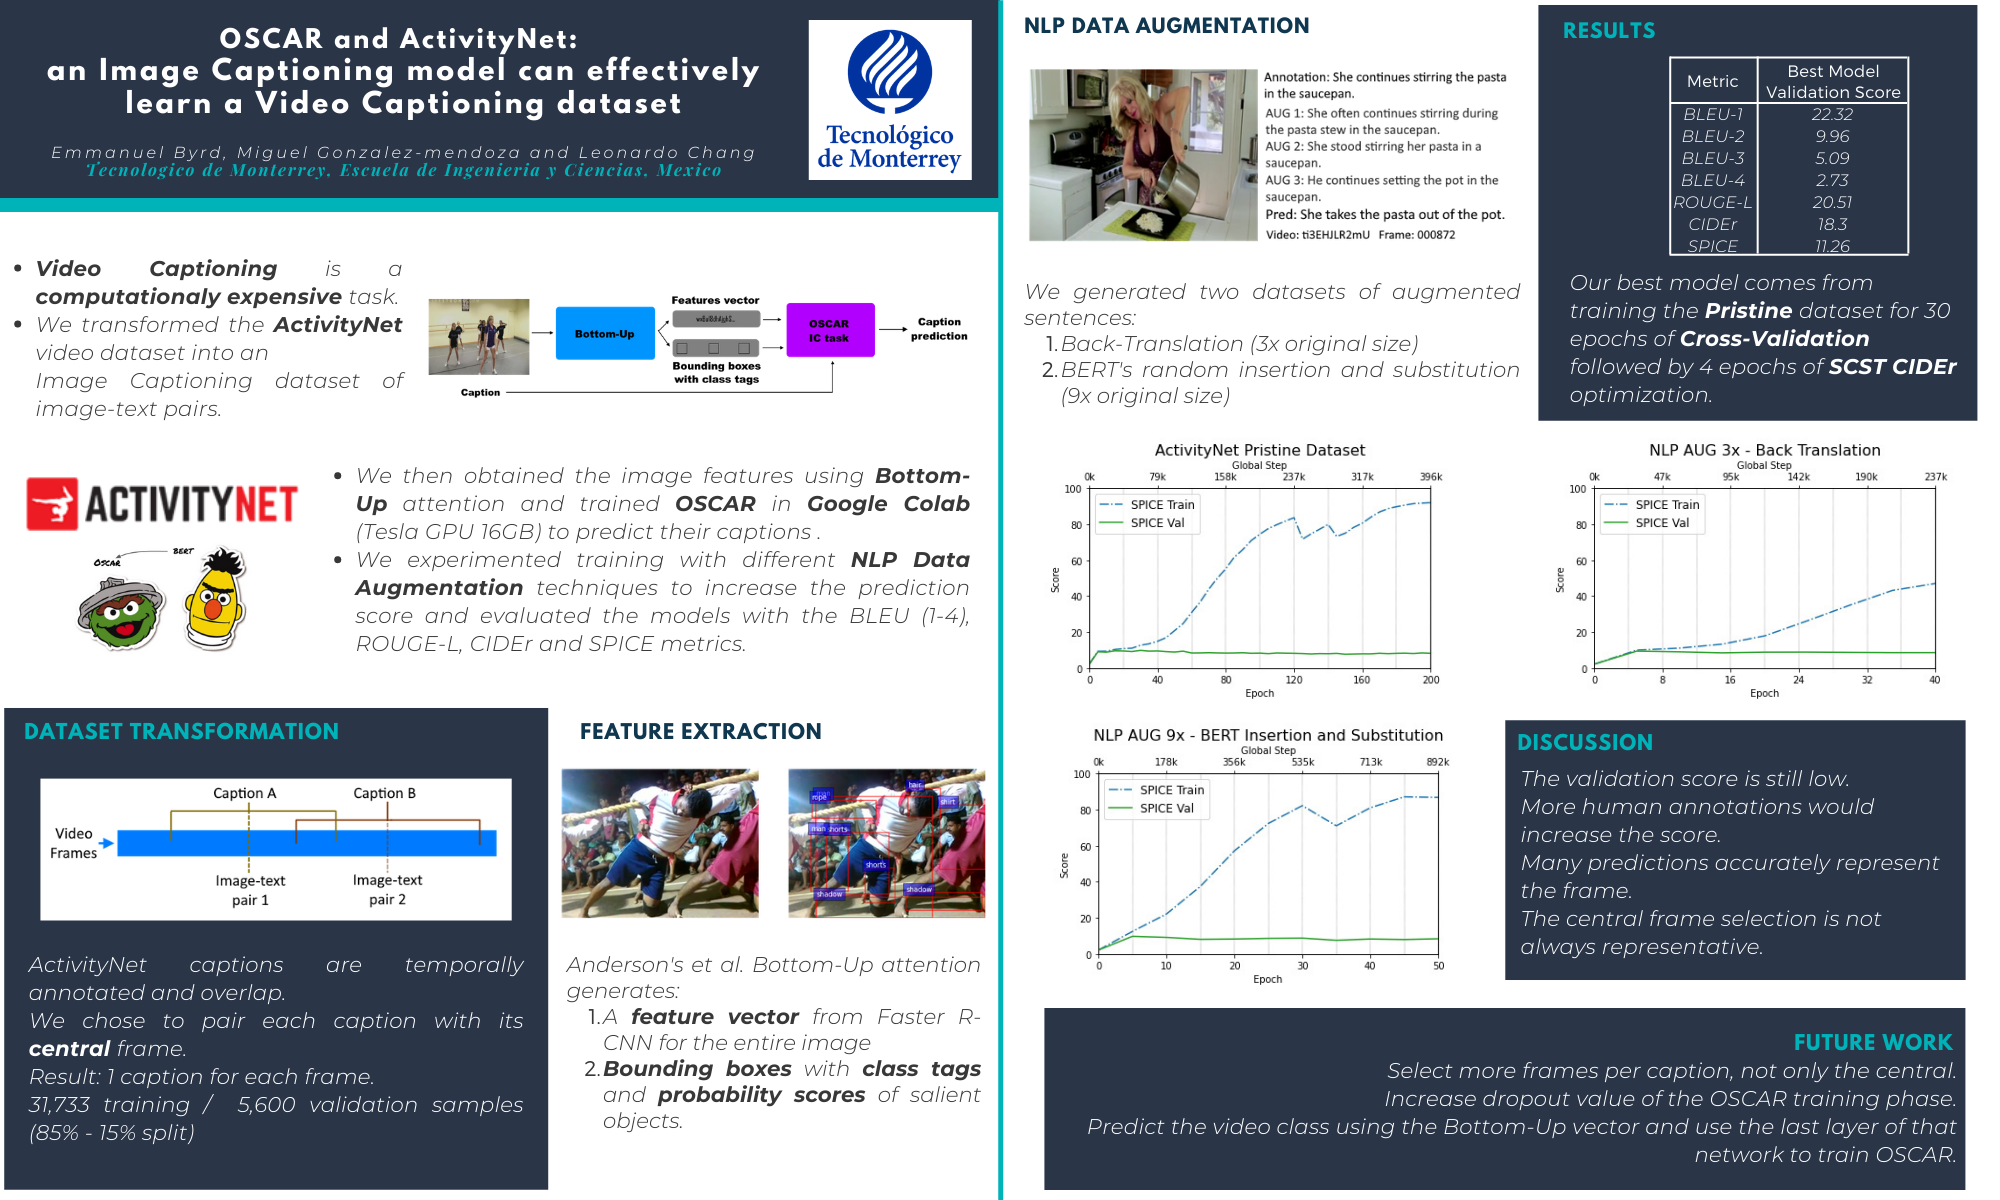 OSCAR and ActivityNet:
an Image Captioning model can effectively
learn a Video Captioning dataset
Emmanuel Byrd, Miguel Gonzalez-mendoza and Leonardo Chang
Tecnologico de Monterrey, Escuela de Ingenieria y Ciencias, Mexico
Tecnológico
de Monterrey
• Video Captioning is a
computationaly expensive task.
• We transformed the ActivityNet
video dataset into an
Image Captioning dataset of
image-text pairs.
Bottom-Up
Features vector
Bounding boxes
with class tags
OSCAR
IC task
Caption
prediction
Caption
ACTIVITYNET
OSCAR
BERT
• We then obtained the image features using Bottom-
Up attention and trained OSCAR in Google Colab
(Tesla GPU 16GB) to predict their captions .
• We experimented training with different NLP Data
Augmentation techniques to increase the prediction
score and evaluated the models with the BLEU (1-4),
ROUGE-L, CIDEr and SPICE metrics.
DATASET TRANSFORMATION
Caption A
Caption B
Video
Frames
Image-text
pair 1
Image-text
pair 2
ActivityNet captions are temporally
annotated and overlap.
We chose to pair each caption with its
central frame.
Result: 1 caption for each frame.
31,733 training / 5,600 validation samples
(85% - 15% split)
FEATURE EXTRACTION
rope
hair
shirt
man
shorts
shorts
shadow
shadow
Anderson's et al. Bottom-Up attention
generates:
1. A feature vector from Faster R-
CNN for the entire image
2. Bounding boxes with class tags
and probability scores of salient
objects.
NLP DATA AUGMENTATION
Annotation: She continues stirring the pasta
in the saucepan.
AUG 1: She often continues stirring during
the pasta stew in the saucepan.
AUG 2: She stood stirring her pasta in a
saucepan.
AUG 3: He continues setting the pot in the
saucepan.
Pred: She takes the pasta out of the pot.
Video: ti3EHJLR2mU Frame: 000872
We generated two datasets of augmented
sentences:
1. Back-Translation (3x original size)
2. BERT's random insertion and substitution
(9x original size)
RESULTS
Metric Best Model
Validation Score
BLEU-1 22.32
BLEU-2 9.96
BLEU-3 5.09
BLEU-4 2.73
ROUGE-L 20.51
CIDEr 18.3
SPICE 11.26
Our best model comes from
training the Pristine dataset for 30
epochs of Cross-Validation
followed by 4 epochs of SCST CIDEr
optimization.
ActivityNet Pristine Dataset
Global Step
0k 79k 158k 237k 317k 396k
SPICE Train
SPICE Val
100
80
60
40
20
0
Score
0 40 80 120 160 200
Epoch
NLP AUG 3x - Back Translation
Global Step
0k 47k 95k 142k 190k 237k
SPICE Train
SPICE Val
100
80
60
40
20
0
Score
0 8 16 24 32 40
Epoch
NLP AUG 9x - BERT Insertion and Substitution
Global Step
0k 178k 356k 535k 713k 892k
SPICE Train
SPICE Val
100
80
60
40
20
0
Score
0 10 20 30 40 50
Epoch
DISCUSSION
The validation score is still low.
More human annotations would
increase the score.
Many predictions accurately represent
the frame.
The central frame selection is not
always representative.
FUTURE WORK
Select more frames per caption, not only the central.
Increase dropout value of the OSCAR training phase.
Predict the video class using the Bottom-Up vector and use the last layer of that
network to train OSCAR.